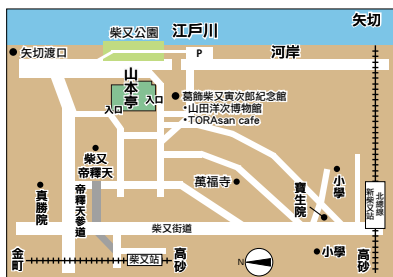 柴又公園
江戶川
矢切
矢切渡口
P
河岸
山本亭
入口
入口
葛飾柴又寅次郎紀念館
・山田洋次博物館
・TORAsan cafe
柴又
帝釋天
真勝院
帝釋天參道
萬福寺
小學
寶生院
北總線
新柴又站
柴又街道
金町
柴又站
高砂
N
小學
高砂